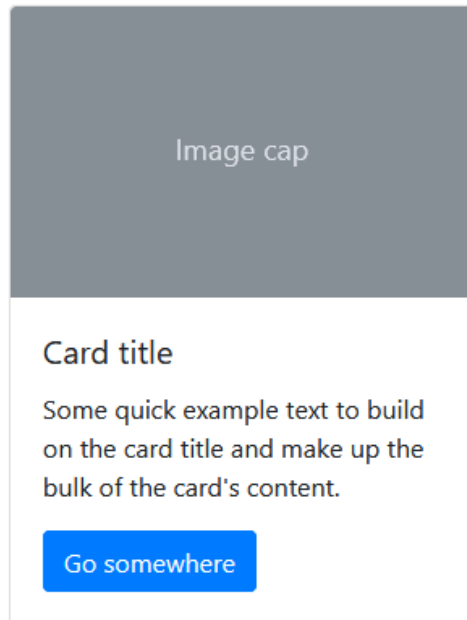 Image cap
Card title
Some quick example text to build
on the card title and make up the
bulk of the card's content.
Go somewhere